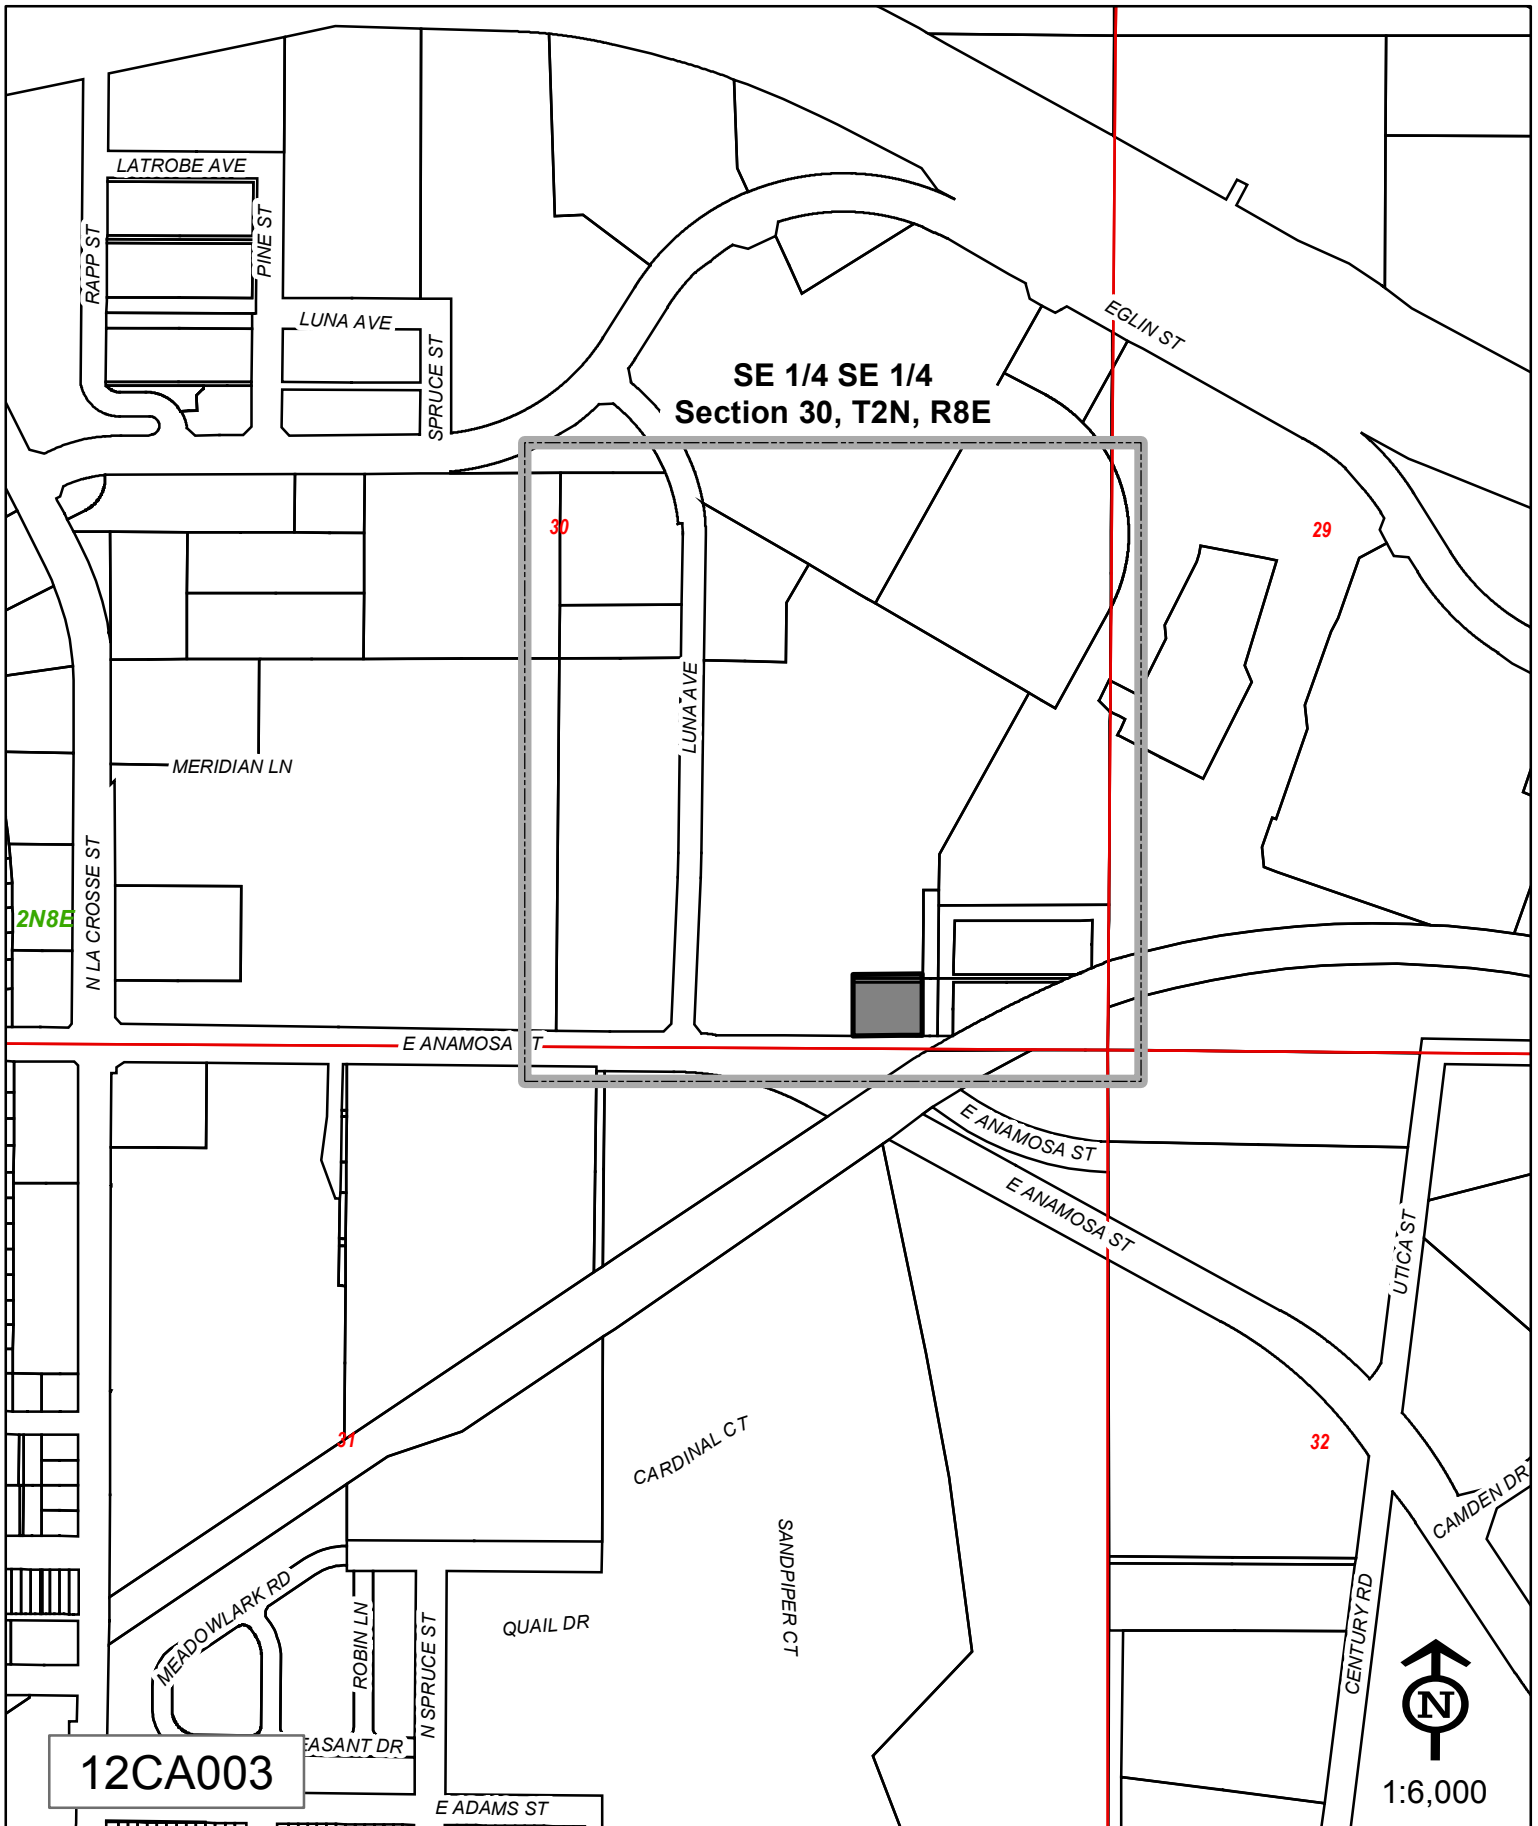 LATROBE AVE
RAPP ST
PINE ST
LUNA AVE
SPRUCE ST
EGLIN ST
SE 1/4 SE 1/4
Section 30, T2N, R8E
30
29
LUNA AVE
MERIDIAN LN
N LA CROSSE ST
2N8E
E ANAMOSA T
E ANAMOSA ST
E ANAMOSA ST
UTICA ST
31
32
CARDINAL CT
CAMDEN DR
SANDPIPER CT
MEADOWLARK RD
ROBIN LN
N SPRUCE ST
QUAIL DR
CENTURY RD
N
EASANT DR
12CA003
1:6,000
E ADAMS ST